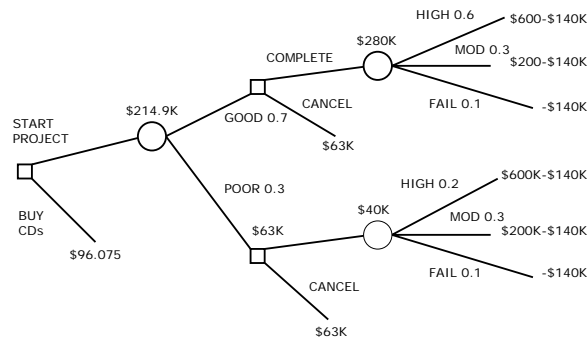 HIGH 0.6
$600-$140K
$280K
COMPLETE
MOD 0.3
$200-$140K
CANCEL
FAIL 0.1
-$140K
$214.9K
GOOD 0.7
START
PROJECT
$63K
POOR 0.3
HIGH 0.2
$600K-$140K
$40K
BUY
CDs
MOD 0.3
$200K-$140K
$63K
$96.075
FAIL 0.1
-$140K
CANCEL
$63K